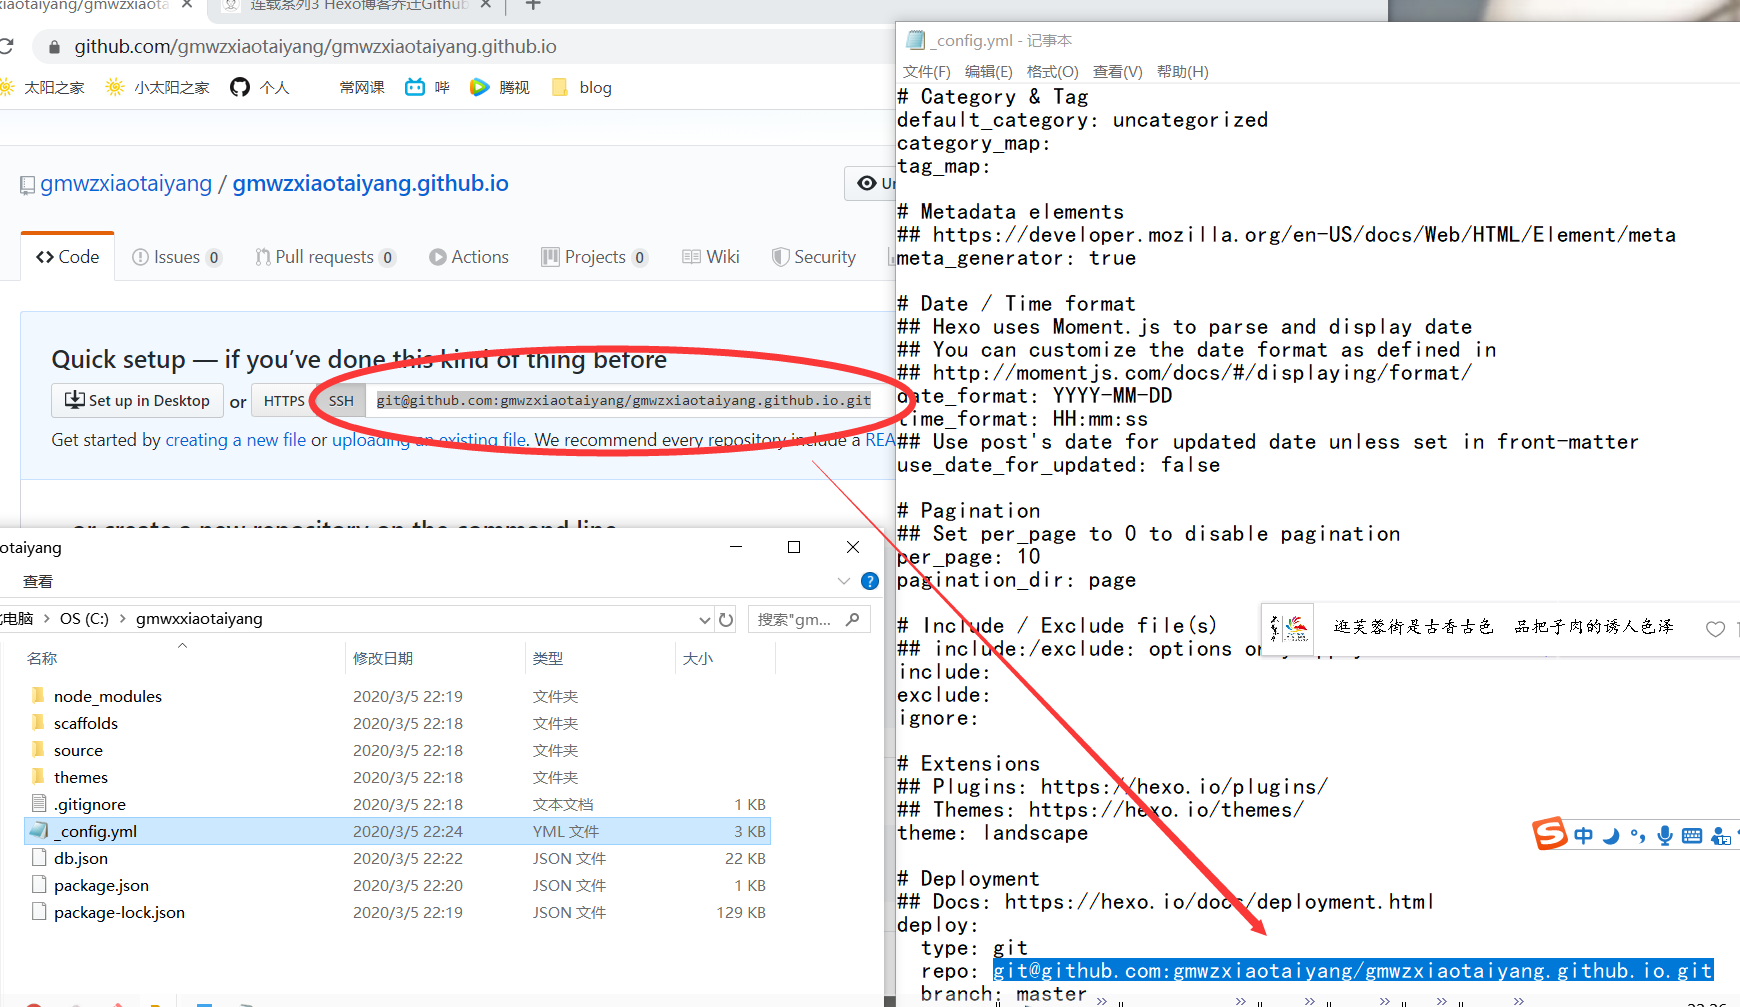 xiaotaiyang/gmwzxiaota
连载系列3 Hexo博客乔迁Github
github.com/gmwzxiaotaiyang/gmwzxiaotaiyang.github.io
太阳之家 小太阳之家 个人 常网课 哔 腾视 blog
gmwzxiaotaiyang / gmwzxiaotaiyang.github.io
Code Issues 0 Pull requests 0 Actions Projects 0 Wiki Security
Quick setup — if you’ve done this kind of thing before
Set up in Desktop or HTTPS SSH git@github.com:gmwzxiaotaiyang/gmwzxiaotaiyang.github.io.git
Get started by creating a new file or uploading an existing file. We recommend every repository include a REA
...or create a new repository on the command line
otaiyang
查看
电脑 > OS (C:) > gmwxxiaotaiyang
搜索"gm...
名称 修改日期 类型 大小
node_modules 2020/3/5 22:19 文件夹
scaffolds 2020/3/5 22:18 文件夹
source 2020/3/5 22:18 文件夹
themes 2020/3/5 22:18 文件夹
.gitignore 2020/3/5 22:18 文本文档 1 KB
_config.yml 2020/3/5 22:24 YML 文件 3 KB
db.json 2020/3/5 22:22 JSON 文件 22 KB
package.json 2020/3/5 22:20 JSON 文件 1 KB
package-lock.json 2020/3/5 22:19 JSON 文件 129 KB
_config.yml - 记事本
文件(F) 编辑(E) 格式(O) 查看(V) 帮助(H)
# Category & Tag
default_category: uncategorized
category_map:
tag_map:
# Metadata elements
## https://developer.mozilla.org/en-US/docs/Web/HTML/Element/meta
meta_generator: true
# Date / Time format
## Hexo uses Moment.js to parse and display date
## You can customize the date format as defined in
## http://momentjs.com/docs/#/displaying/format/
date_format: YYYY-MM-DD
time_format: HH:mm:ss
## Use post's date for updated date unless set in front-matter
use_date_for_updated: false
# Pagination
## Set per_page to 0 to disable pagination
per_page: 10
pagination_dir: page
# Include / Exclude file(s)
## include:/exclude: options on
include:
exclude:
ignore:
逛芙蓉街是古香古色 品把子肉的诱人色泽
# Extensions
## Plugins: https://hexo.io/plugins/
## Themes: https://hexo.io/themes/
theme: landscape
中
# Deployment
## Docs: https://hexo.io/docs/deployment.html
deploy:
type: git
repo: git@github.com:gmwzxiaotaiyang/gmwzxiaotaiyang.github.io.git
branch: master